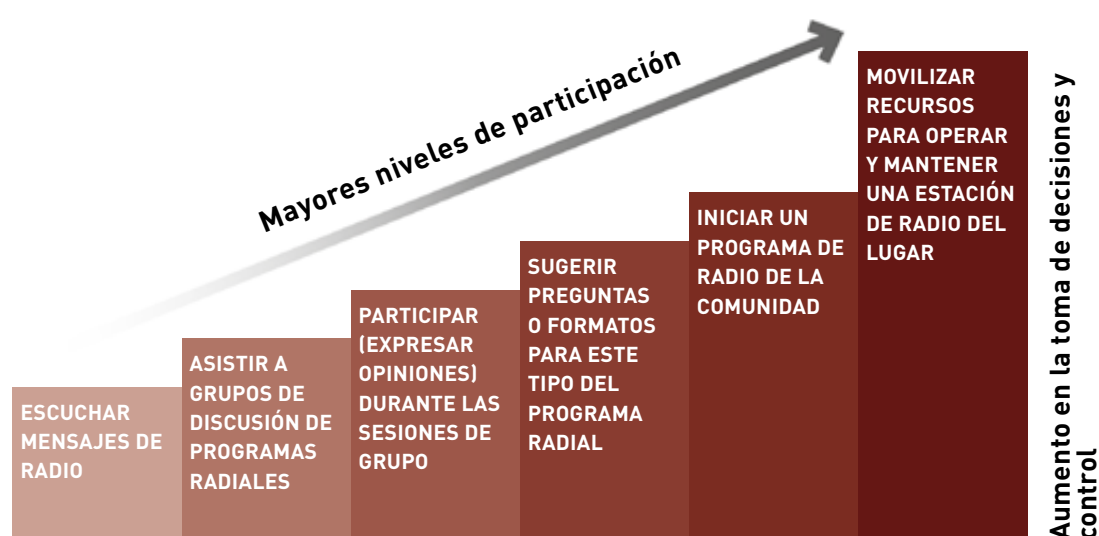 Mayores niveles de participación
ESCUCHAR
MENSAJES DE
RADIO
ASISTIR A
GRUPOS DE
DISCUSIÓN DE
PROGRAMAS
RADIALES
PARTICIPAR
(EXPRESAR
OPINIONES)
DURANTE LAS
SESIONES DE
GRUPO
SUGERIR
PREGUNTAS
O FORMATOS
PARA ESTE
TIPO DEL
PROGRAMA
RADIAL
INICIAR UN
PROGRAMA DE
RADIO DE LA
COMUNIDAD
MOVILIZAR
RECURSOS
PARA OPERAR
Y MANTENER
UNA ESTACIÓN
DE RADIO DEL
LUGAR
Aumento en la toma de decisiones y
control